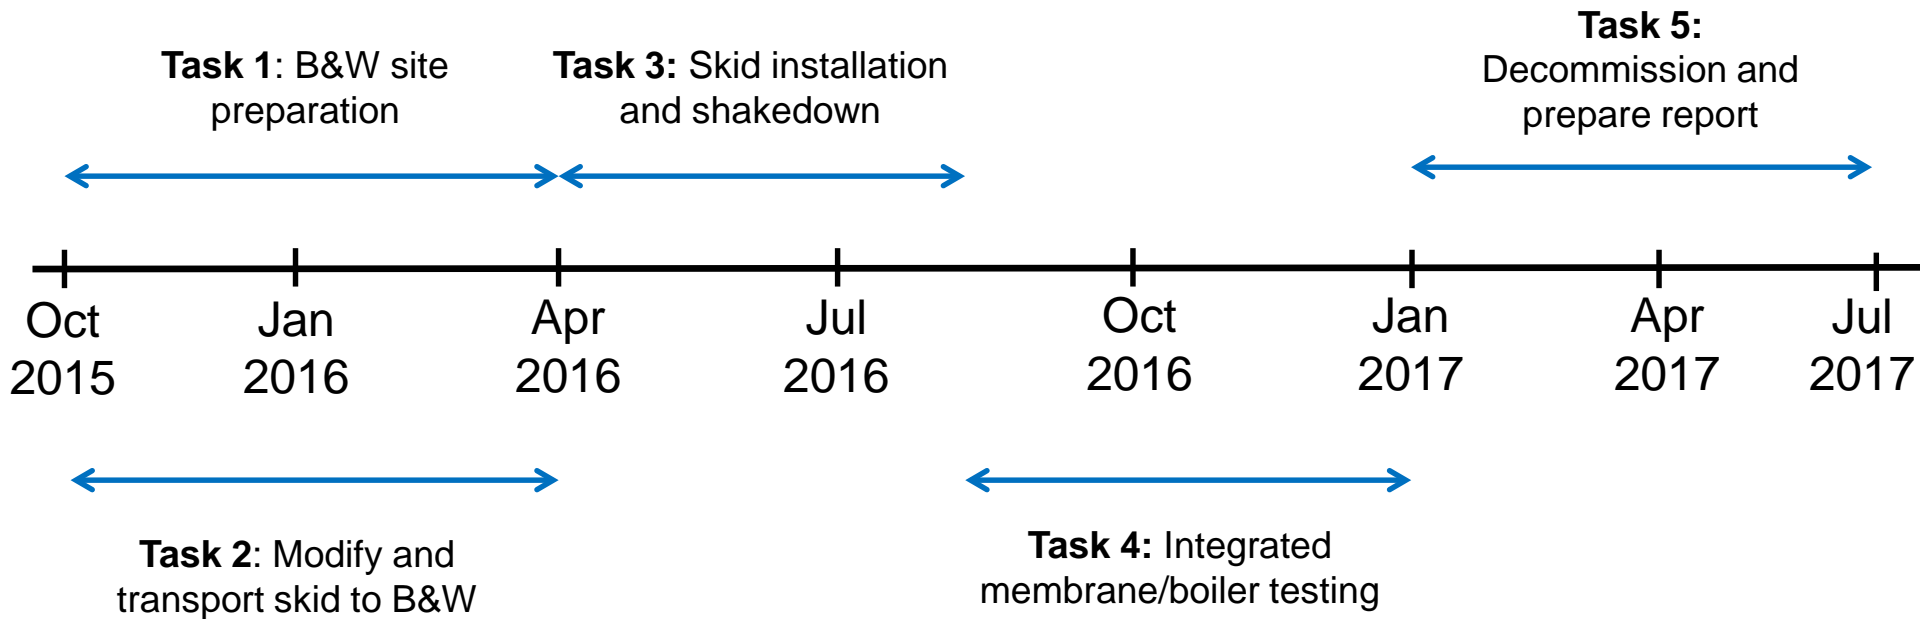 Task 1: B&W site
preparation
Task 3: Skid installation
and shakedown
Task 5:
Decommission and
prepare report
Oct
2015
Jan
2016
Apr
2016
Jul
2016
Oct
2016
Jan
2017
Apr
2017
Jul
2017
Task 2: Modify and
transport skid to B&W
Task 4: Integrated
membrane/boiler testing